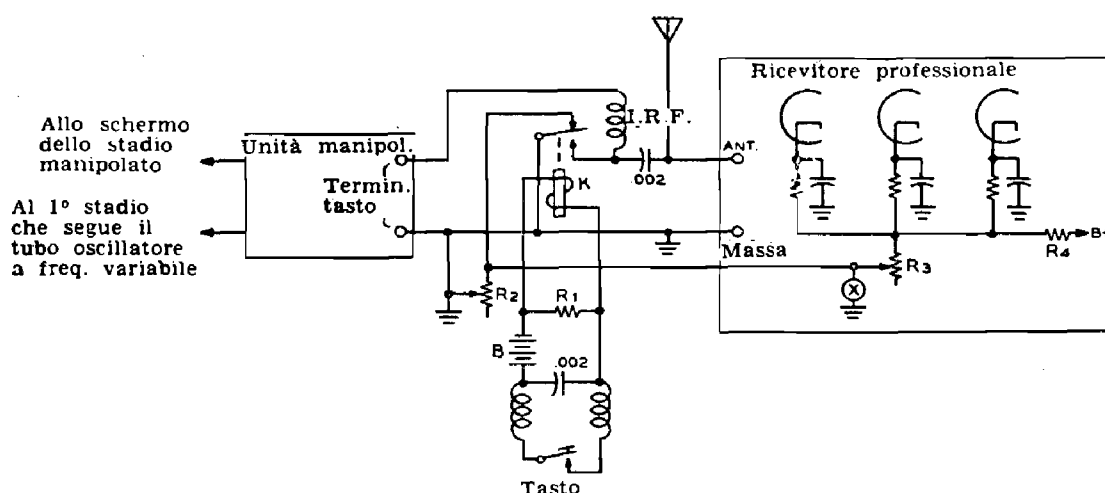 Allo schermo
dello stadio
manipolato
Al 1º stadio
che segue il
tubo oscillatore
a freq. variabile
Unità manipol.
Termin.
tasto
I.R.F.
.002
K
ANT.
Massa
Ricevitore professionale
R2
R1
B
.002
Tasto
X
R3
R4
B+